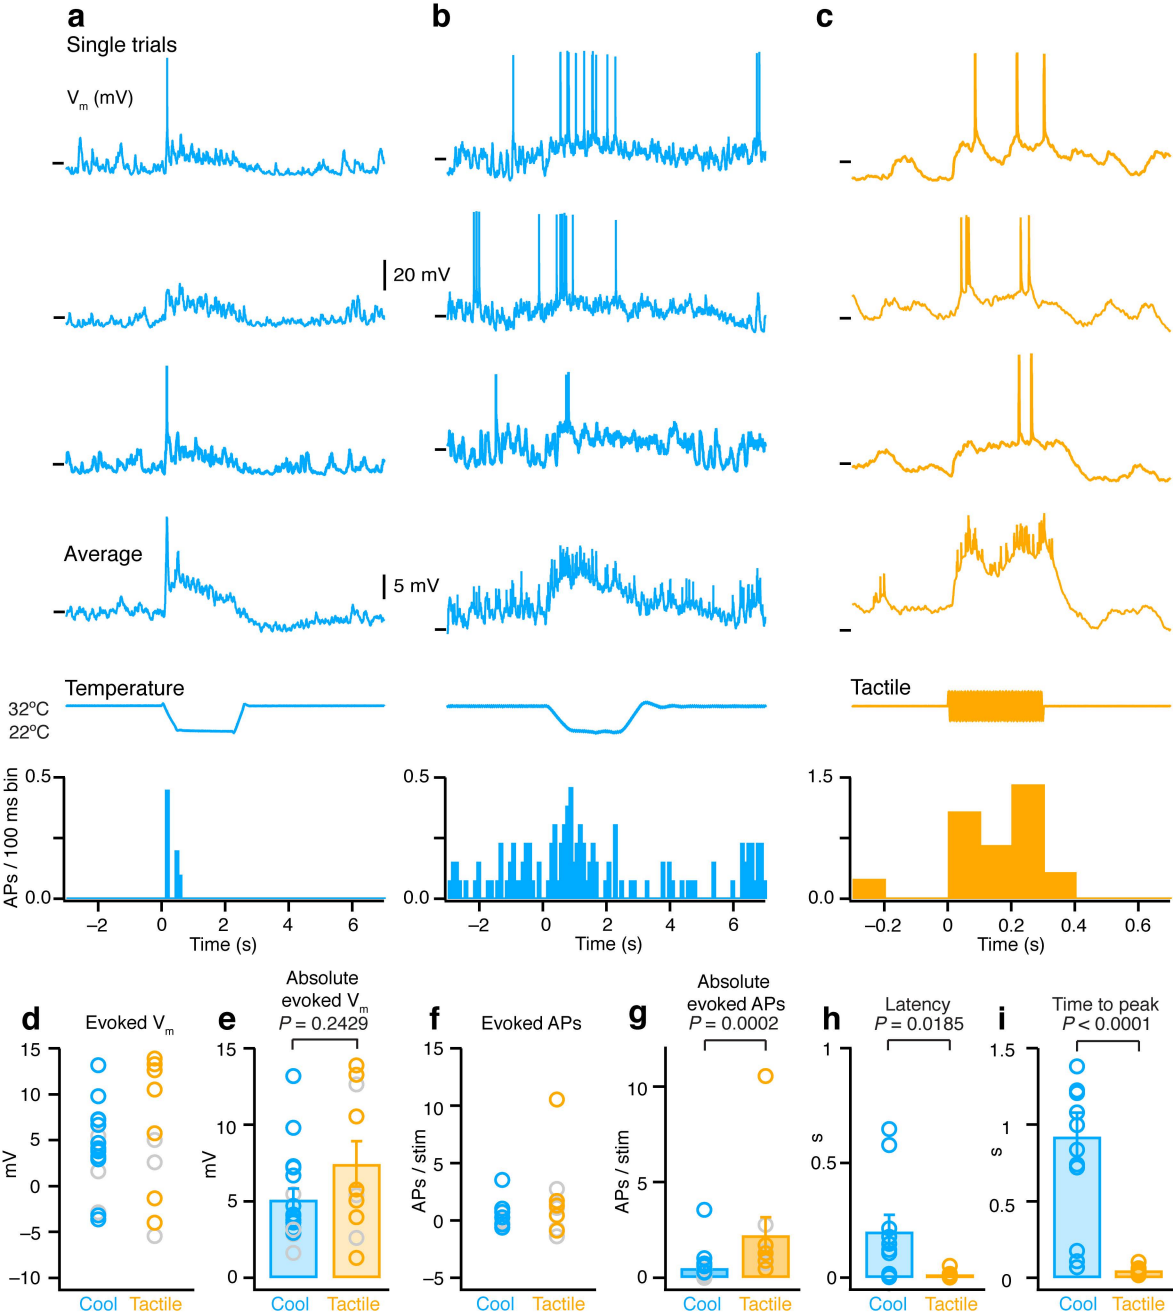 a
b
c
Single trials
Vm (mV)
20 mV
Average
5 mV
Temperature
Tactile
32ºC
22ºC
0.5
0.5
1.5
APs / 100 ms bin
0.0
0.0
0.0
–2 0 2 4 6
–2 0 2 4 6
–0.2 0 0.2 0.4 0.6
Time (s)
Time (s)
Time (s)
d
Evoked Vm
15
10
5
0
–5
–10
mV
Cool Tactile
e
Absolute
evoked Vm
P = 0.2429
15
10
5
0
mV
Cool Tactile
f
Evoked APs
15
10
5
0
–5
APs / stim
Cool Tactile
g
Absolute
evoked APs
P = 0.0002
10
5
0
APs / stim
Cool Tactile
h
Latency
P = 0.0185
1
0.5
0
s
Cool Tactile
i
Time to peak
P < 0.0001
1.5
1
0.5
0
s
Cool Tactile